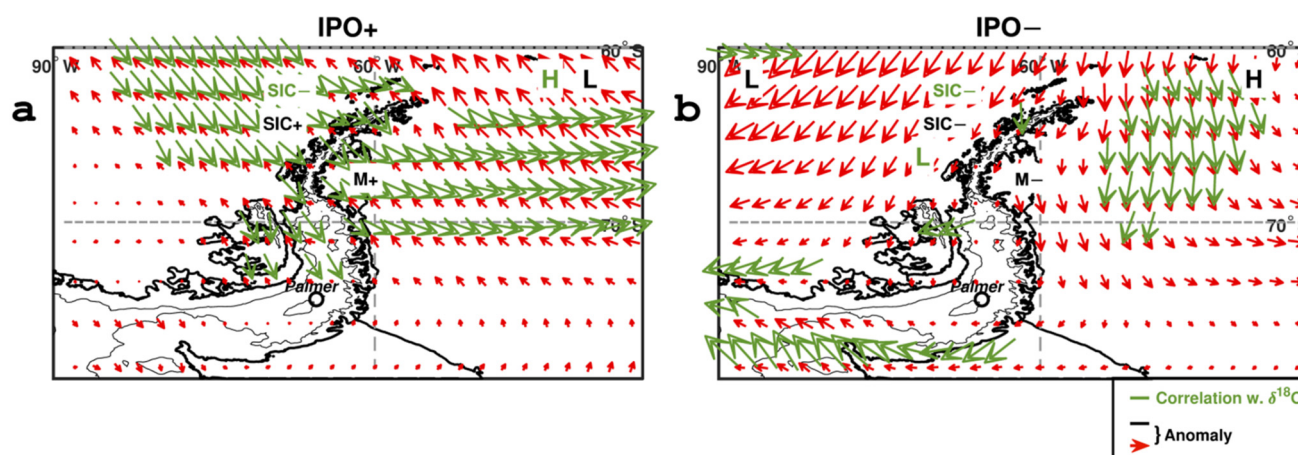 IPO+
IPO−
90° W
60° W
60° S
90°
60° W
60°
L
H
SIC−
H
L
SIC−
a
SIC+
b
SIC−
L
M+
M−
70° S
70°
Palmer
Palmer
Correlation w. δ18O
} Anomaly